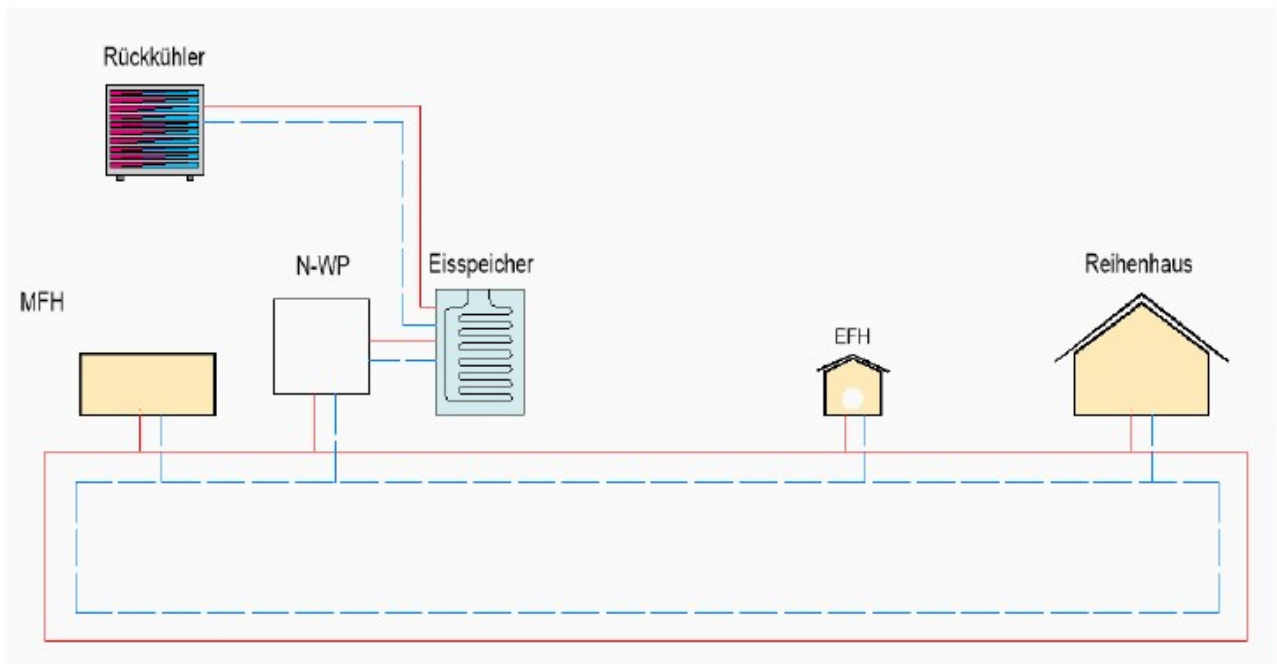 Rückkühler
N-WP
Eisspeicher
Reihenhaus
MFH
EFH